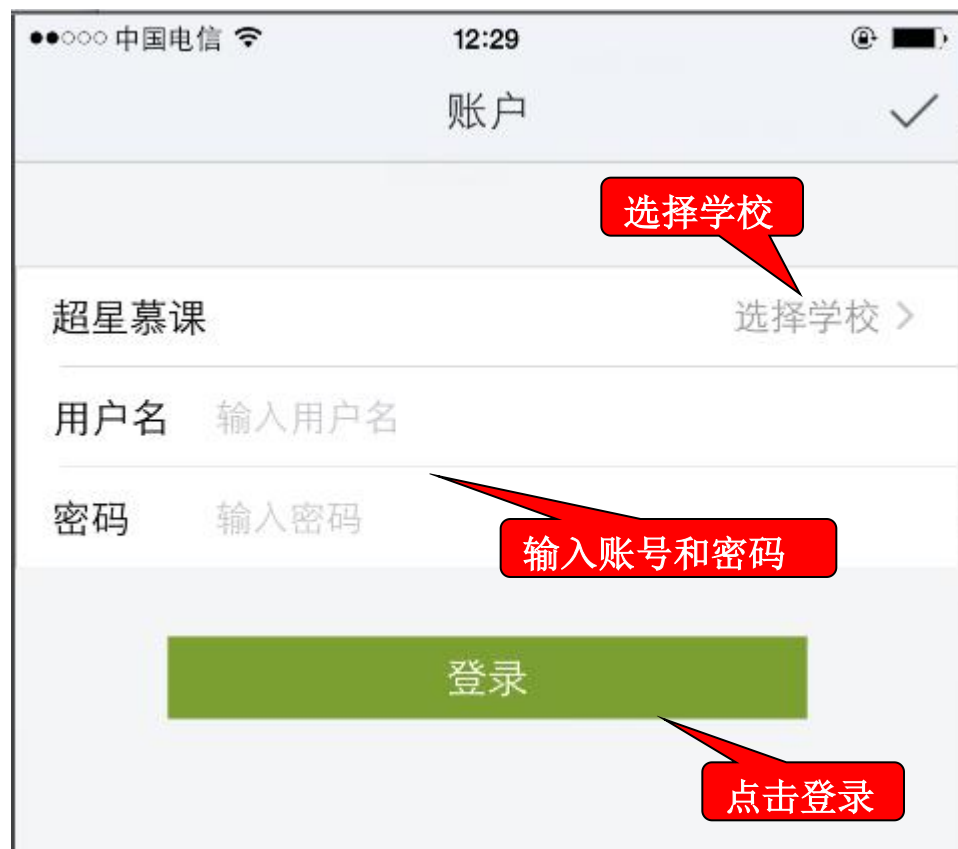 中国电信 12:29
账户
选择学校
超星慕课 选择学校
用户名 输入用户名
密码 输入密码
输入账号和密码
登录
点击登录